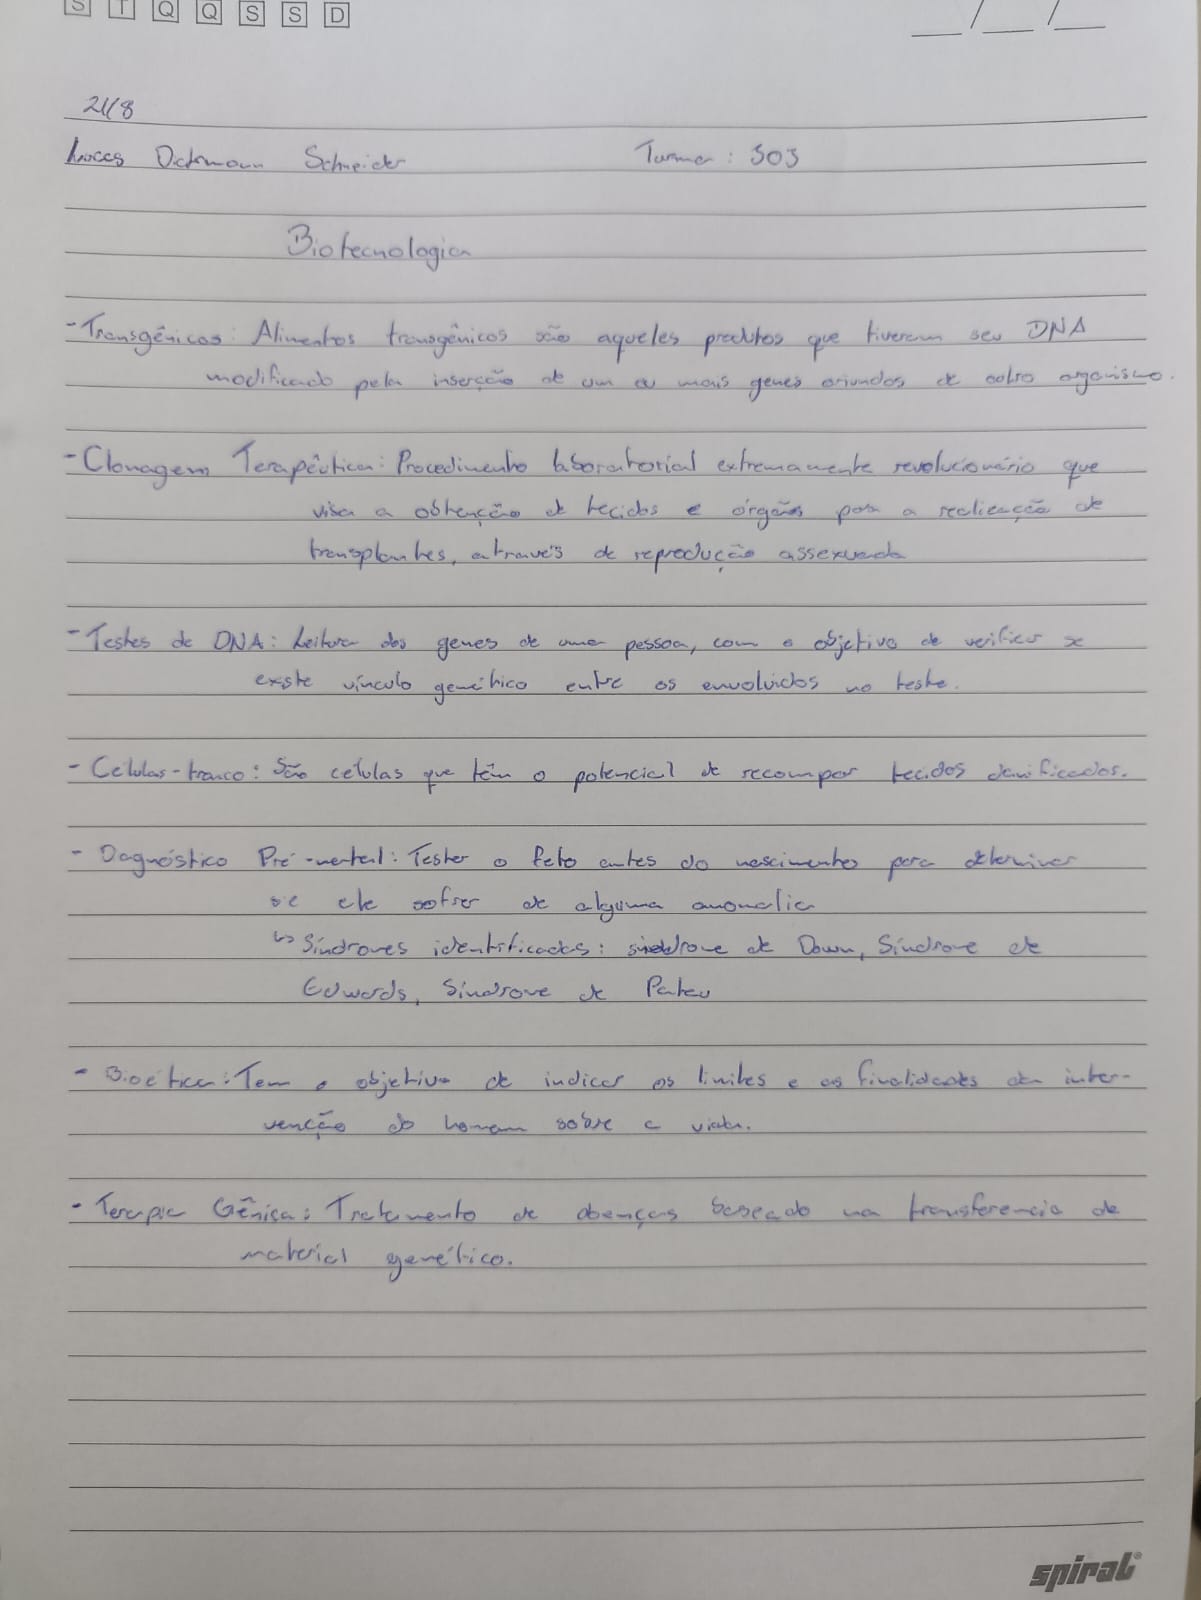 S T Q Q S S D
__/__/__
21/8
Lucas Dickmann Schneider Turma: 303
Biotecnologia
- Transgênicos: Alimentos transgênicos são aqueles produtos que tiveram seu DNA
modificado pela inserção de um ou mais genes oriundos de outro organismo.
- Clonagem Terapêutica: Procedimento laboratorial extremamente revolucionário que
visa a obtenção de tecidos e órgãos para a realização de
transplantes, através de reprodução assexuada
- Testes de DNA: Leitura dos genes de uma pessoa, com o objetivo de verificar se
existe vínculo genético entre os envolvidos no teste.
- Células-tronco: São células que têm o potencial de recompor tecidos danificados.
- Diagnóstico Pré-natal: Testar o feto antes do nascimento para determinar
se ele sofrer de alguma anomalia
↳ Síndromes identificadas: síndrome de Down, Síndrome de
Edwards, Síndrome de Patau
- Bioética: Tem o objetivo de indicar os limites e as finalidades da inter-
venção do homem sobre a vida.
- Terapia Gênica: Tratamento de doenças baseado na transferencia de
material genético.
spiral